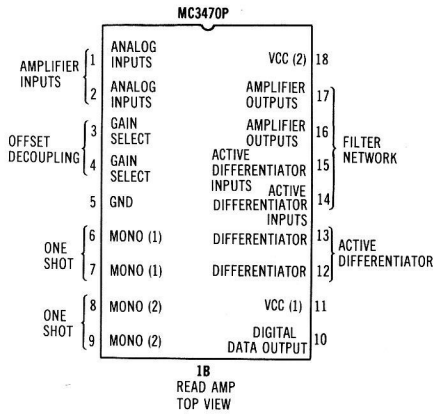 MC3470P
AMPLIFIER
INPUTS
1 ANALOG
INPUTS
2 ANALOG
INPUTS
OFFSET
DECOUPLING
3 GAIN
SELECT
4 GAIN
SELECT
5 GND
ONE
SHOT
6 MONO (1)
7 MONO (1)
ONE
SHOT
8 MONO (2)
9 MONO (2)
VCC (2) 18
AMPLIFIER
OUTPUTS 17
AMPLIFIER
OUTPUTS 16
ACTIVE
DIFFERENTIATOR 15
INPUTS
ACTIVE
DIFFERENTIATOR 14
INPUTS
FILTER
NETWORK
DIFFERENTIATOR 13
DIFFERENTIATOR 12
ACTIVE
DIFFERENTIATOR
VCC (1) 11
DIGITAL
DATA OUTPUT 10
1B
READ AMP
TOP VIEW